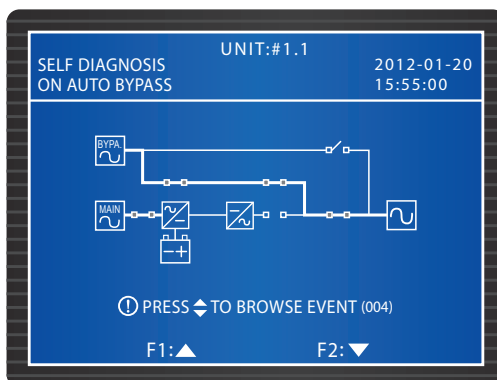 UNIT:#1.1
SELF DIAGNOSIS 2012-01-20
ON AUTO BYPASS 15:55:00
BYPA.
MAIN
PRESS TO BROWSE EVENT (004)
F1: F2: